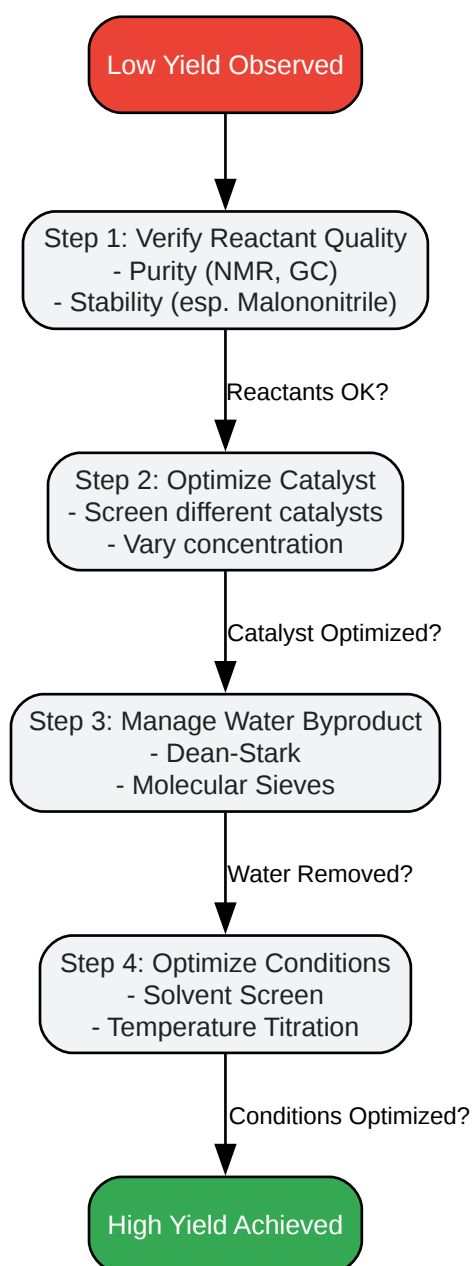 Low Yield Observed
Step 1: Verify Reactant Quality
- Purity (NMR, GC)
- Stability (esp. Malononitrile)
Reactants OK?
Step 2: Optimize Catalyst
- Screen different catalysts
- Vary concentration
Catalyst Optimized?
Step 3: Manage Water Byproduct
- Dean-Stark
- Molecular Sieves
Water Removed?
Step 4: Optimize Conditions
- Solvent Screen
- Temperature Titration
Conditions Optimized?
High Yield Achieved